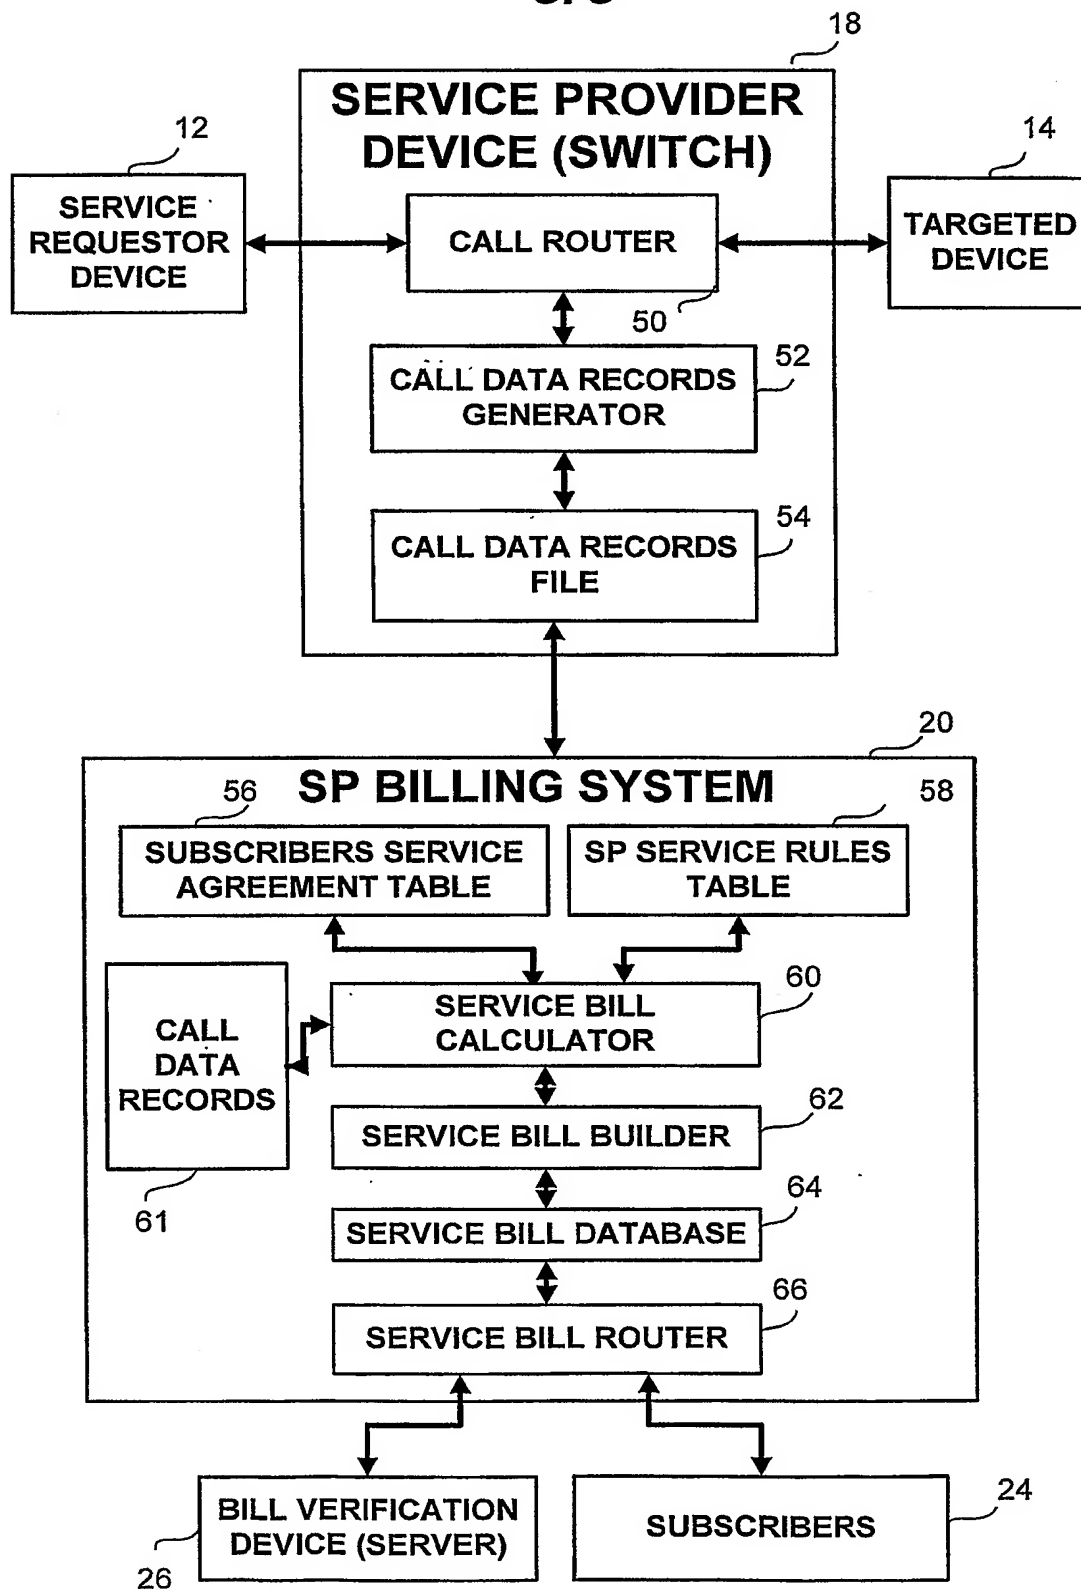 18
SERVICE PROVIDER
DEVICE (SWITCH)
12
14
SERVICE
REQUESTOR
DEVICE
CALL ROUTER
TARGETED
DEVICE
50
52
CALL DATA RECORDS
GENERATOR
54
CALL DATA RECORDS
FILE
20
SP BILLING SYSTEM
56
58
SUBSCRIBERS SERVICE
AGREEMENT TABLE
SP SERVICE RULES
TABLE
60
SERVICE BILL
CALCULATOR
CALL
DATA
RECORDS
61
62
SERVICE BILL BUILDER
64
SERVICE BILL DATABASE
66
SERVICE BILL ROUTER
BILL VERIFICATION
DEVICE (SERVER)
26
SUBSCRIBERS
24